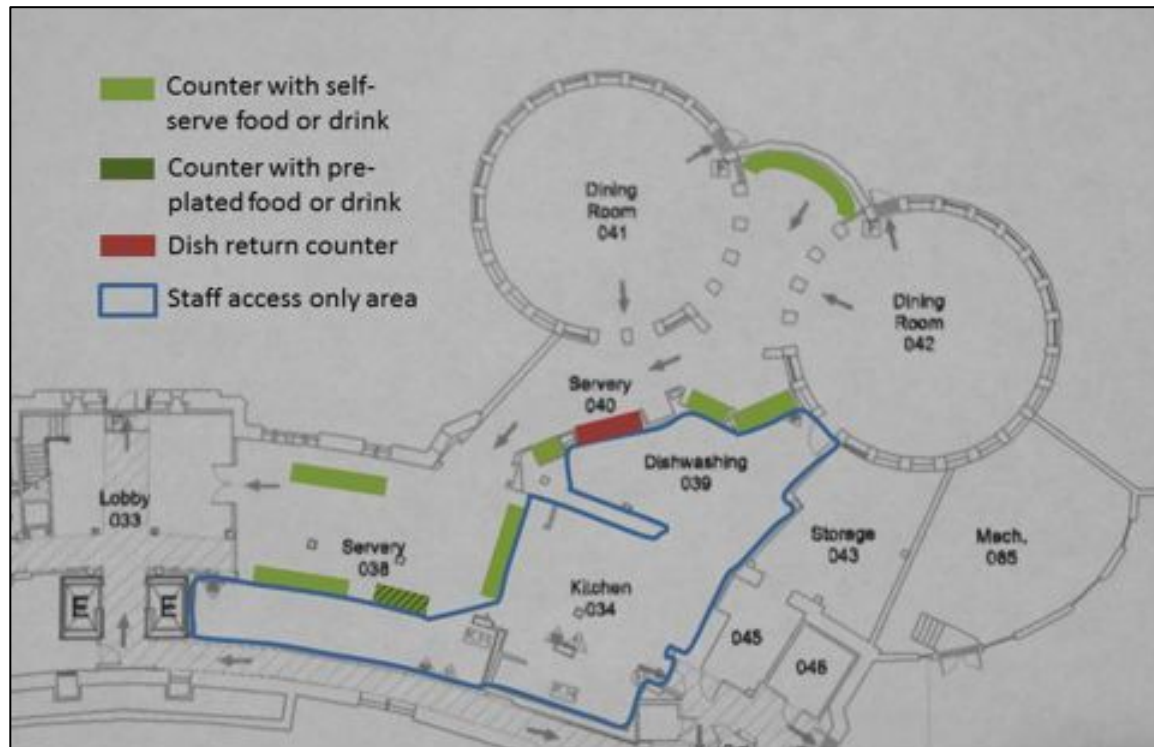 Counter with self-
serve food or drink
Counter with pre-
plated food or drink
Dish return counter
Staff access only area
Dining
Room
041
Dining
Room
042
Servery
040
Dishwashing
039
Lobby
033
Servery
038
Storage
043
Mech.
085
Kitchen
034
E
E
045
046